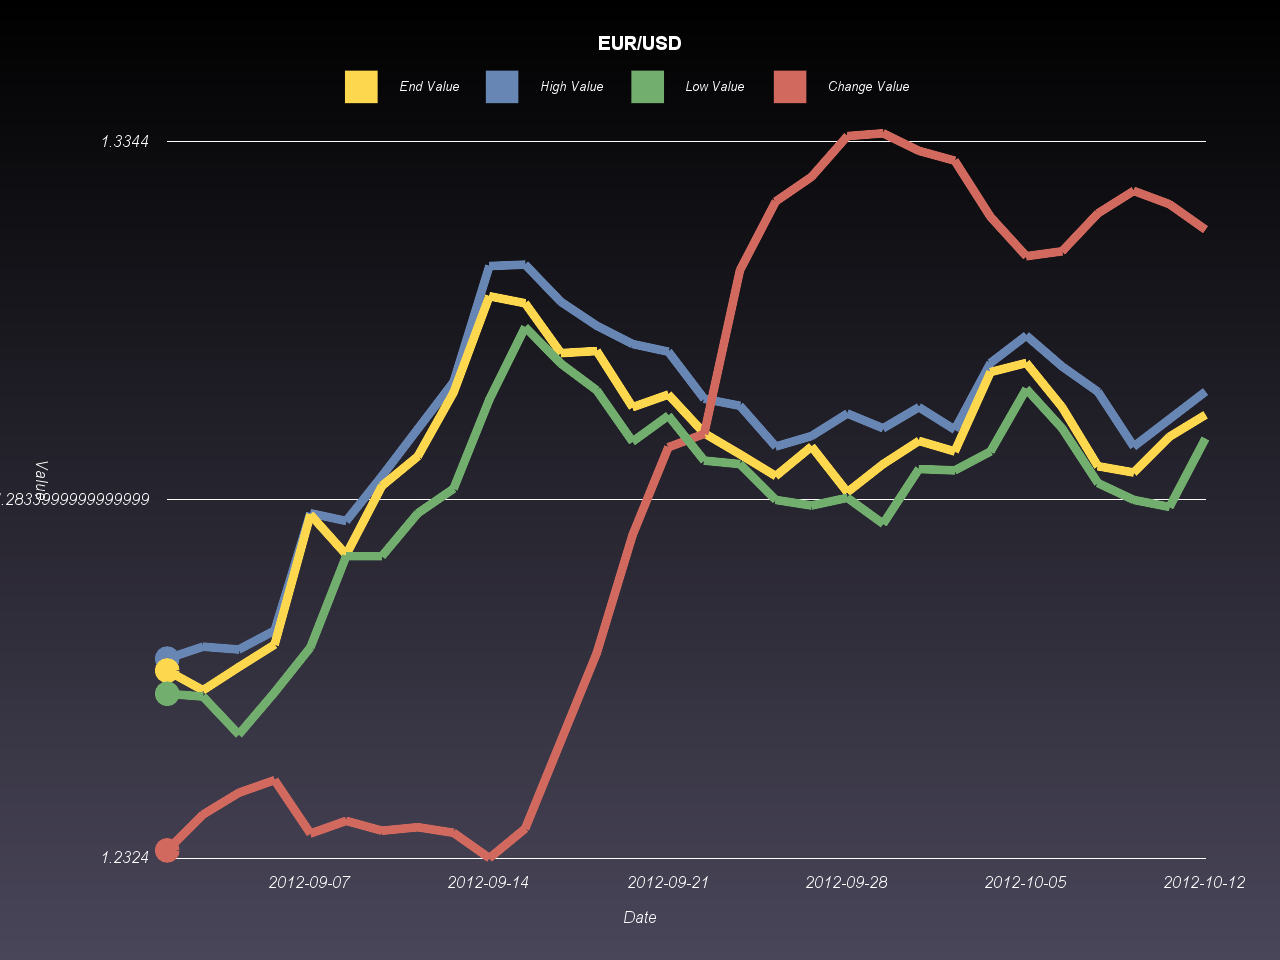 EUR/USD
End Value High Value Low Value Change Value
1.3344
Value
.2833999999999999
1.2324
2012-09-07 2012-09-14 2012-09-21 2012-09-28 2012-10-05 2012-10-12
Date